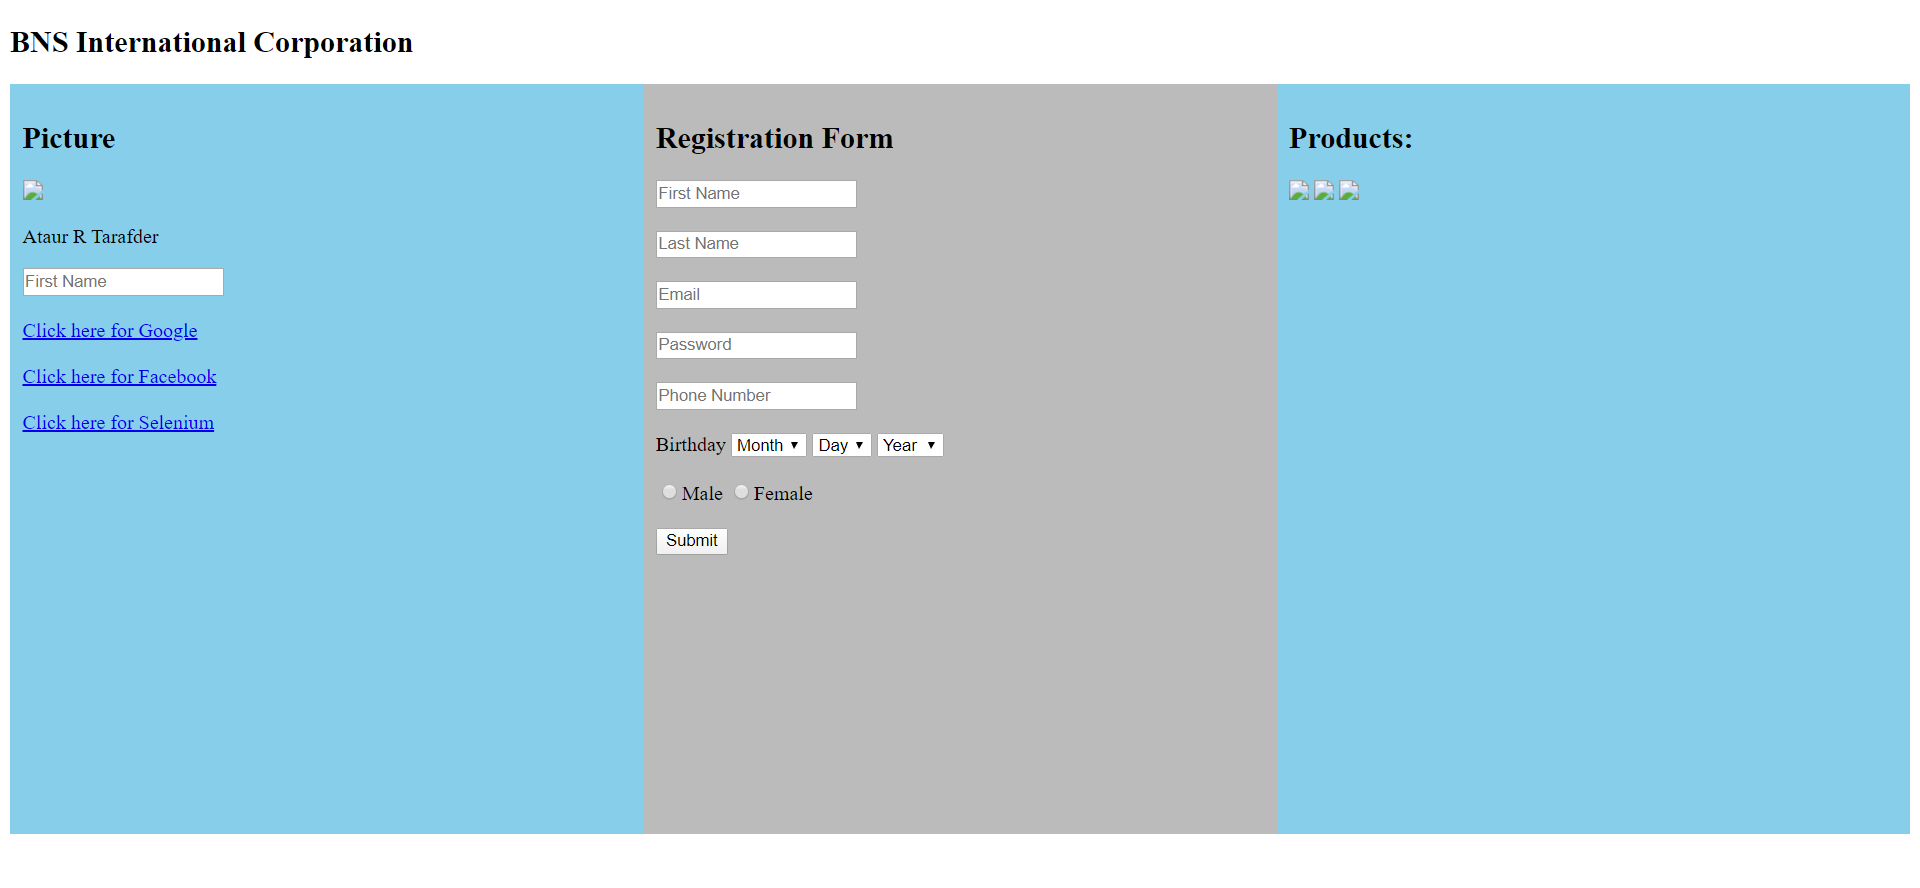 BNS International Corporation
Picture
Ataur R Tarafder
First Name
Click here for Google
Click here for Facebook
Click here for Selenium
Registration Form
First Name
Last Name
Email
Password
Phone Number
Birthday Month Day Year
Male Female
Submit
Products: